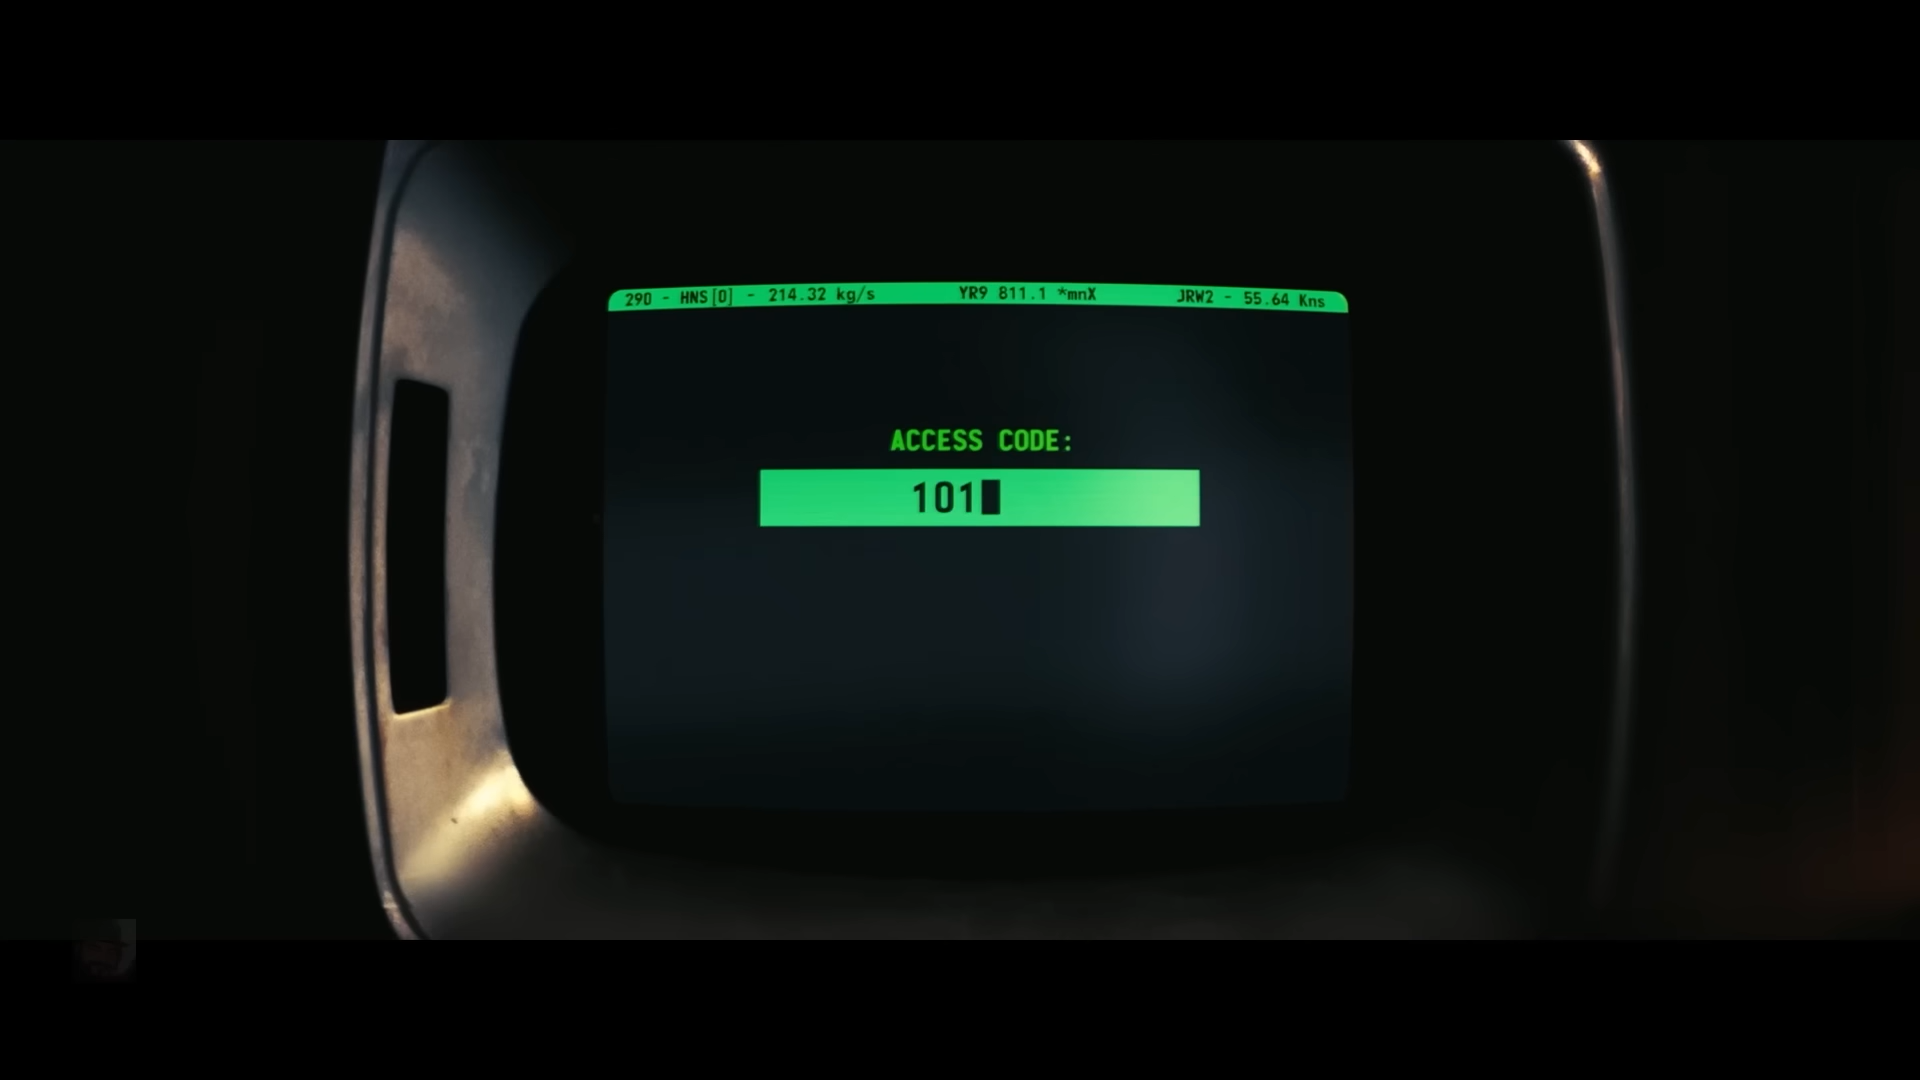 290 - HNS[0] - 214.32 kg/s YR9 811.1 *mnX JRW2 - 55.64 Kns
ACCESS CODE:
101